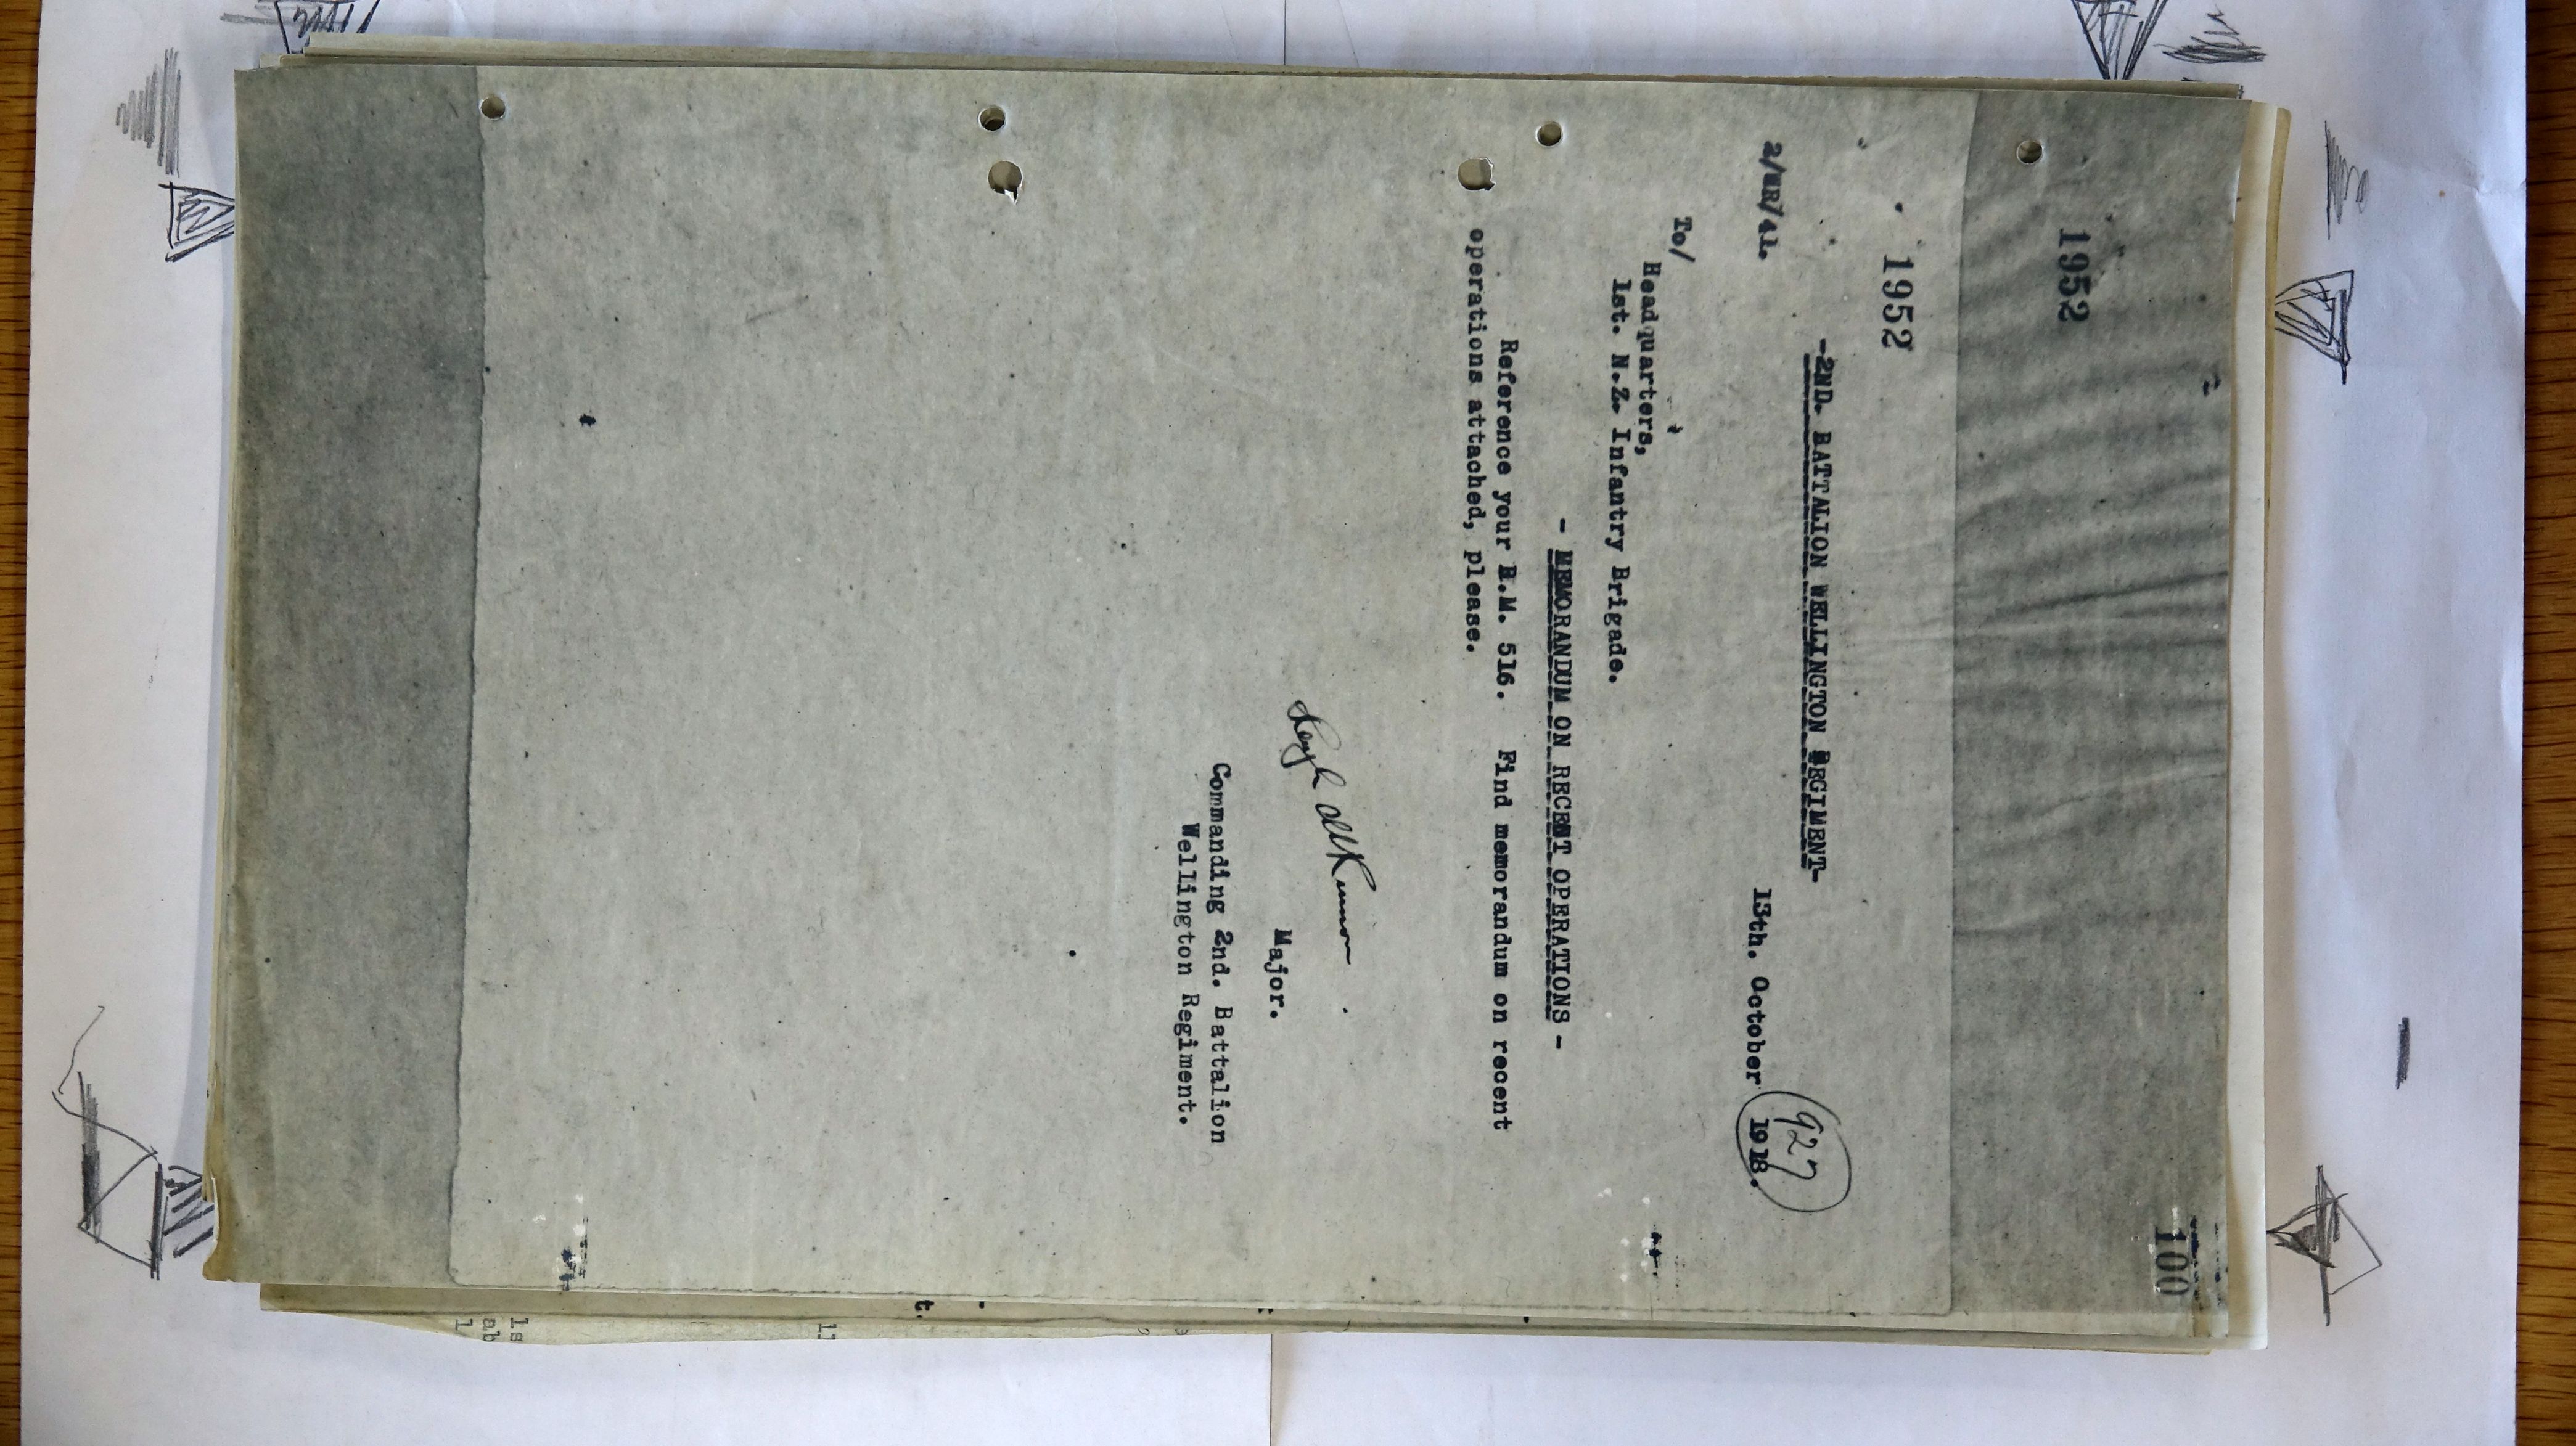 100
1952
1952
-2ND. BATTALION WELLINGTON REGIMENT-
927
2/WR/41.
13th. October 1918.
To/
Headquarters,
1st. N.Z. Infantry Brigade.
- MEMORANDUM ON RECENT OPERATIONS -
Reference your R.M. 516. Find memorandum on recent
operations attached, please.
Major.
Commanding 2nd. Battalion
Wellington Regiment.